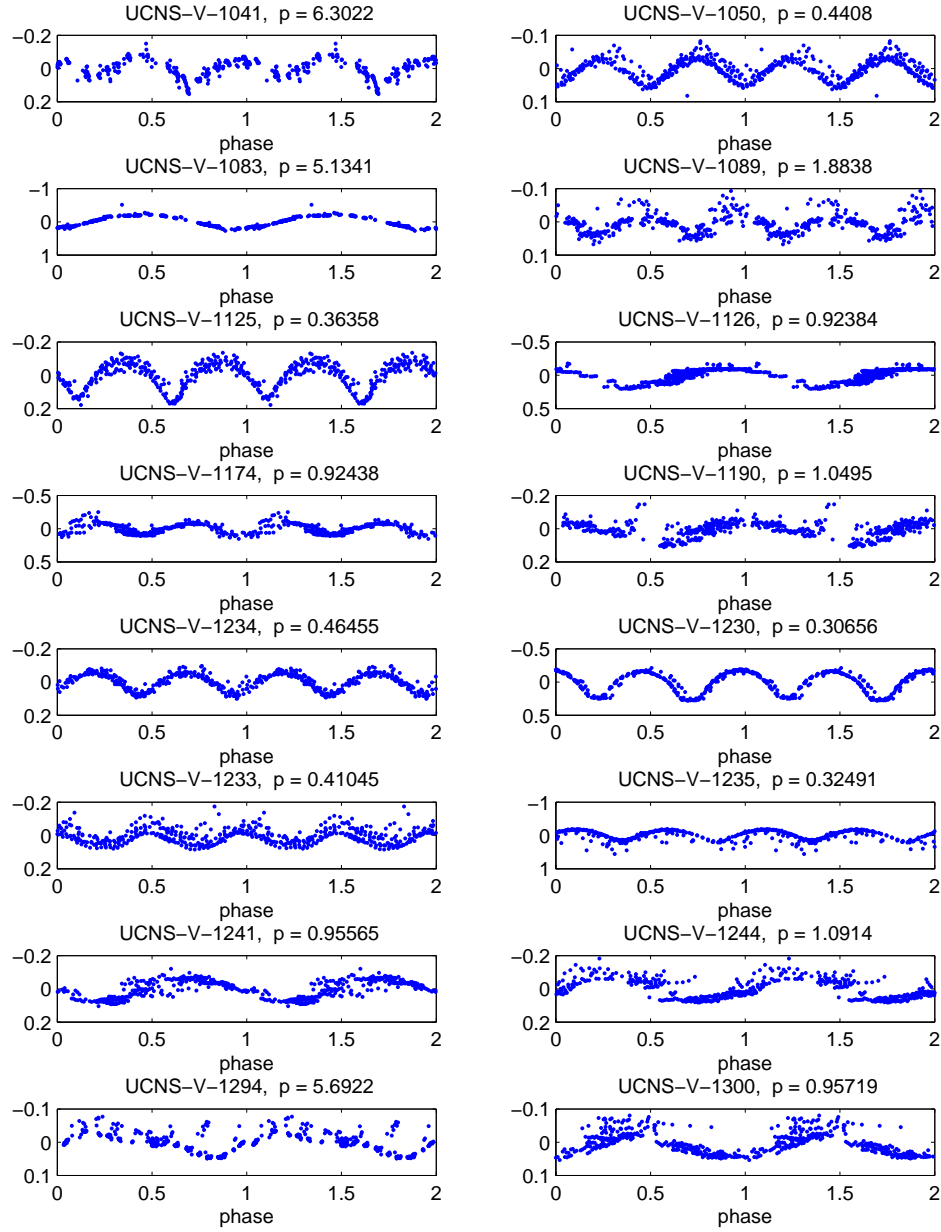 UCNS-V-1041, p = 6.3022
−0.2
0
0.2
0 0.5 1 1.5 2
phase
UCNS-V-1050, p = 0.4408
−0.1
0
0.1
0 0.5 1 1.5 2
phase
UCNS-V-1083, p = 5.1341
−1
0
1
0 0.5 1 1.5 2
phase
UCNS-V-1089, p = 1.8838
−0.1
0
0.1
0 0.5 1 1.5 2
phase
UCNS-V-1125, p = 0.36358
−0.2
0
0.2
0 0.5 1 1.5 2
phase
UCNS-V-1126, p = 0.92384
−0.5
0
0.5
0 0.5 1 1.5 2
phase
UCNS-V-1174, p = 0.92438
−0.5
0
0.5
0 0.5 1 1.5 2
phase
UCNS-V-1190, p = 1.0495
−0.2
0
0.2
0 0.5 1 1.5 2
phase
UCNS-V-1234, p = 0.46455
−0.2
0
0.2
0 0.5 1 1.5 2
phase
UCNS-V-1230, p = 0.30656
−0.5
0
0.5
0 0.5 1 1.5 2
phase
UCNS-V-1233, p = 0.41045
−0.2
0
0.2
0 0.5 1 1.5 2
phase
UCNS-V-1235, p = 0.32491
−1
0
1
0 0.5 1 1.5 2
phase
UCNS-V-1241, p = 0.95565
−0.2
0
0.2
0 0.5 1 1.5 2
phase
UCNS-V-1244, p = 1.0914
−0.2
0
0.2
0 0.5 1 1.5 2
phase
UCNS-V-1294, p = 5.6922
−0.1
0
0.1
0 0.5 1 1.5 2
phase
UCNS-V-1300, p = 0.95719
−0.1
0
0.1
0 0.5 1 1.5 2
phase